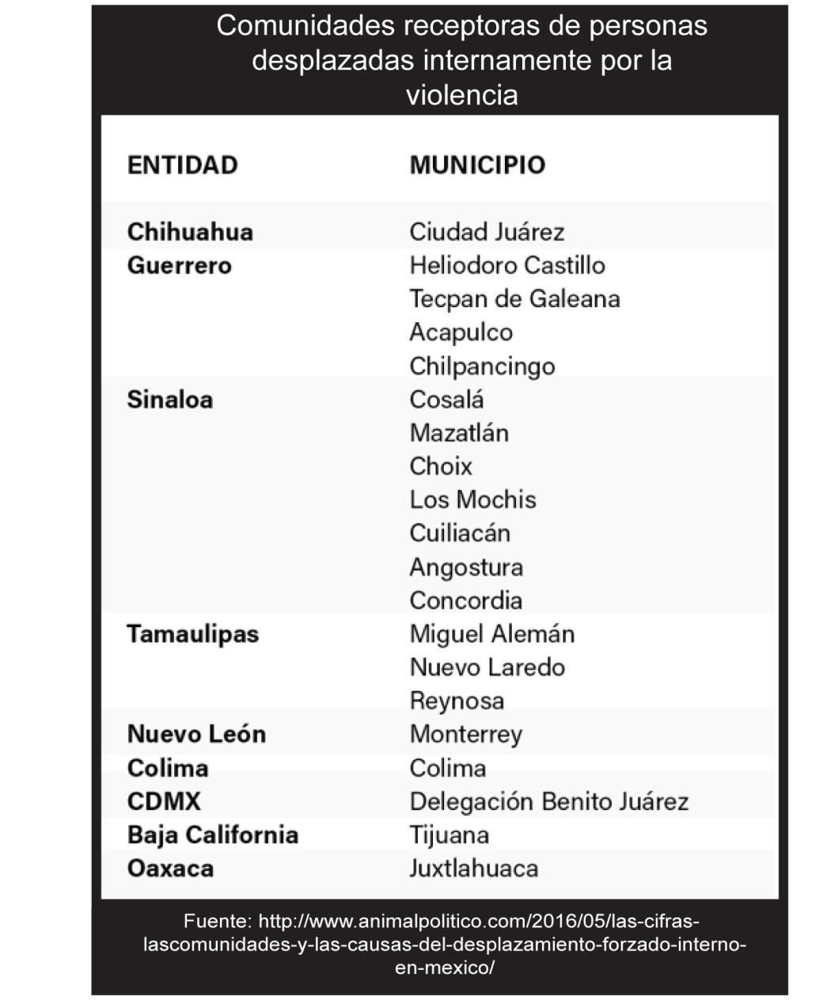 Comunidades receptoras de personas
desplazadas internamente por la
violencia
ENTIDAD MUNICIPIO
Chihuahua Ciudad Juárez
Guerrero Heliodoro Castillo
Tecpan de Galeana
Acapulco
Chilpancingo
Sinaloa Cosalá
Mazatlán
Choix
Los Mochis
Cuiliacán
Angostura
Concordia
Tamaulipas Miguel Alemán
Nuevo Laredo
Reynosa
Nuevo León Monterrey
Colima Colima
CDMX Delegación Benito Juárez
Baja California Tijuana
Oaxaca Juxtlahuaca
Fuente: http://www.animalpolitico.com/2016/05/las-cifras-
lascomunidades-y-las-causas-del-desplazamiento-forzado-interno-
en-mexico/